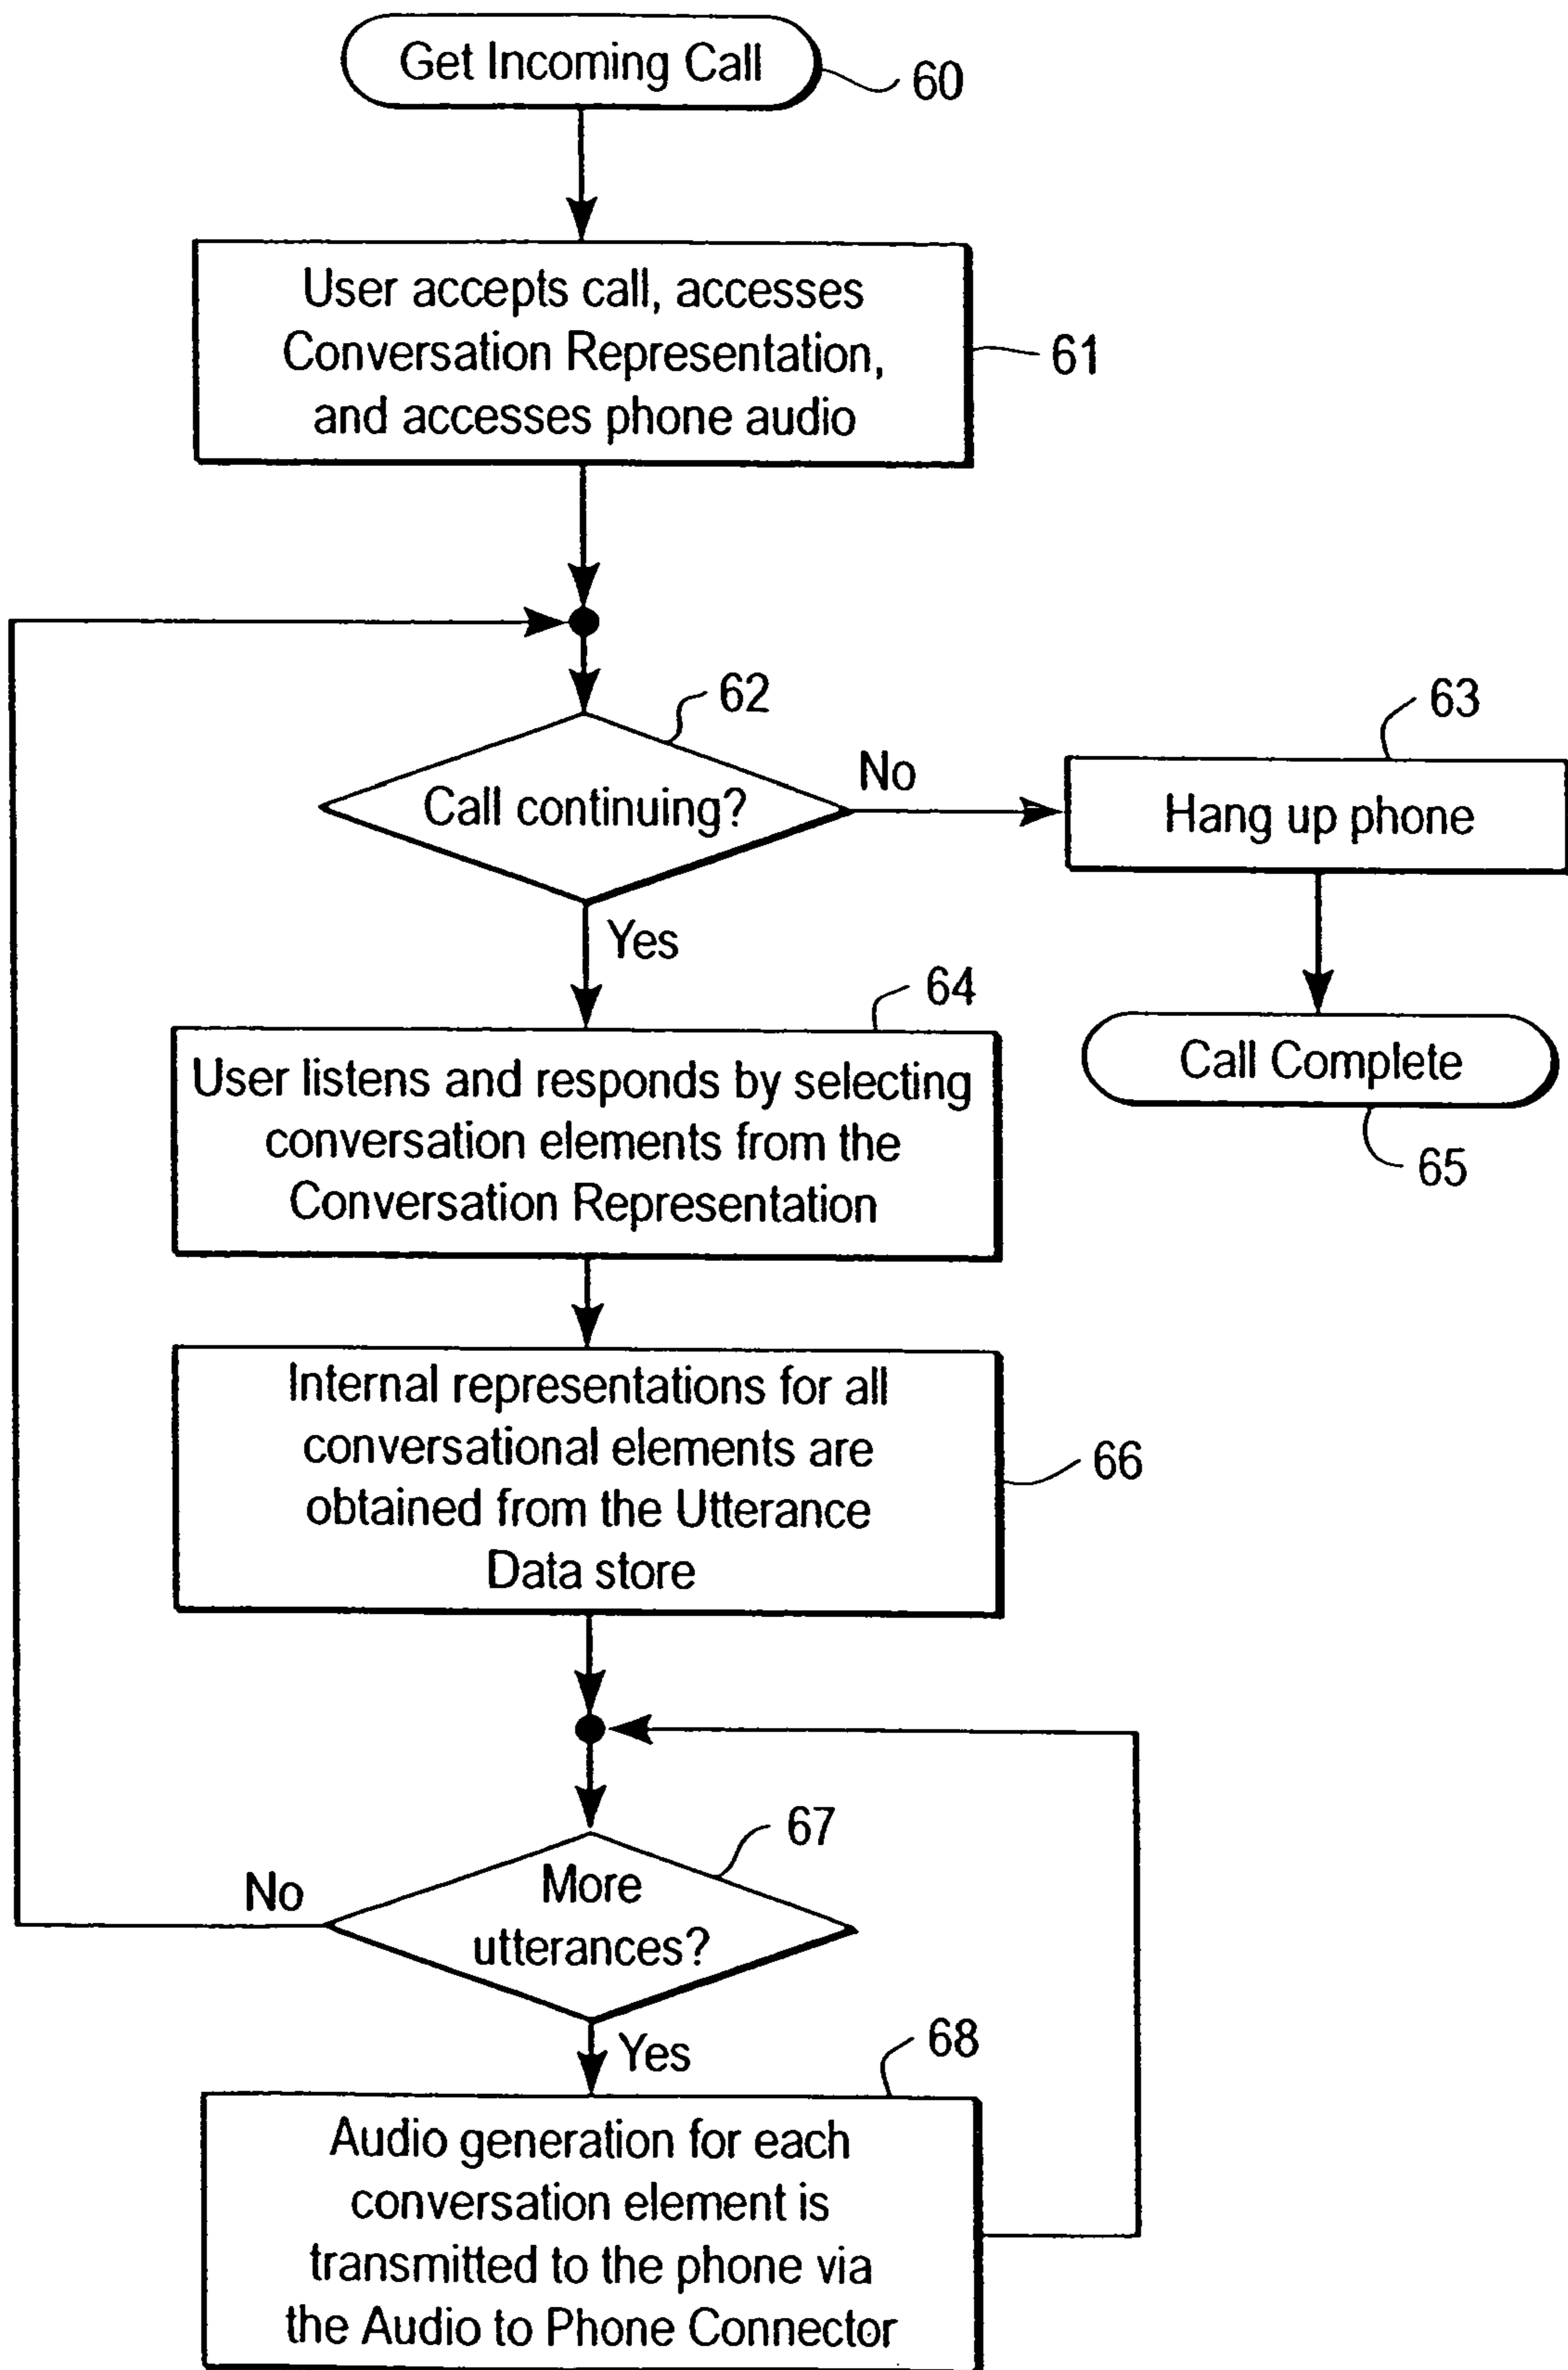 Get Incoming Call
60
User accepts call, accesses
Conversation Representation,
and accesses phone audio
61
62
Call continuing?
No
63
Hang up phone
Yes
64
User listens and responds by selecting
conversation elements from the
Conversation Representation
Call Complete
65
Internal representations for all
conversational elements are
obtained from the Utterance
Data store
66
67
More
utterances?
No
Yes
68
Audio generation for each
conversation element is
transmitted to the phone via
the Audio to Phone Connector